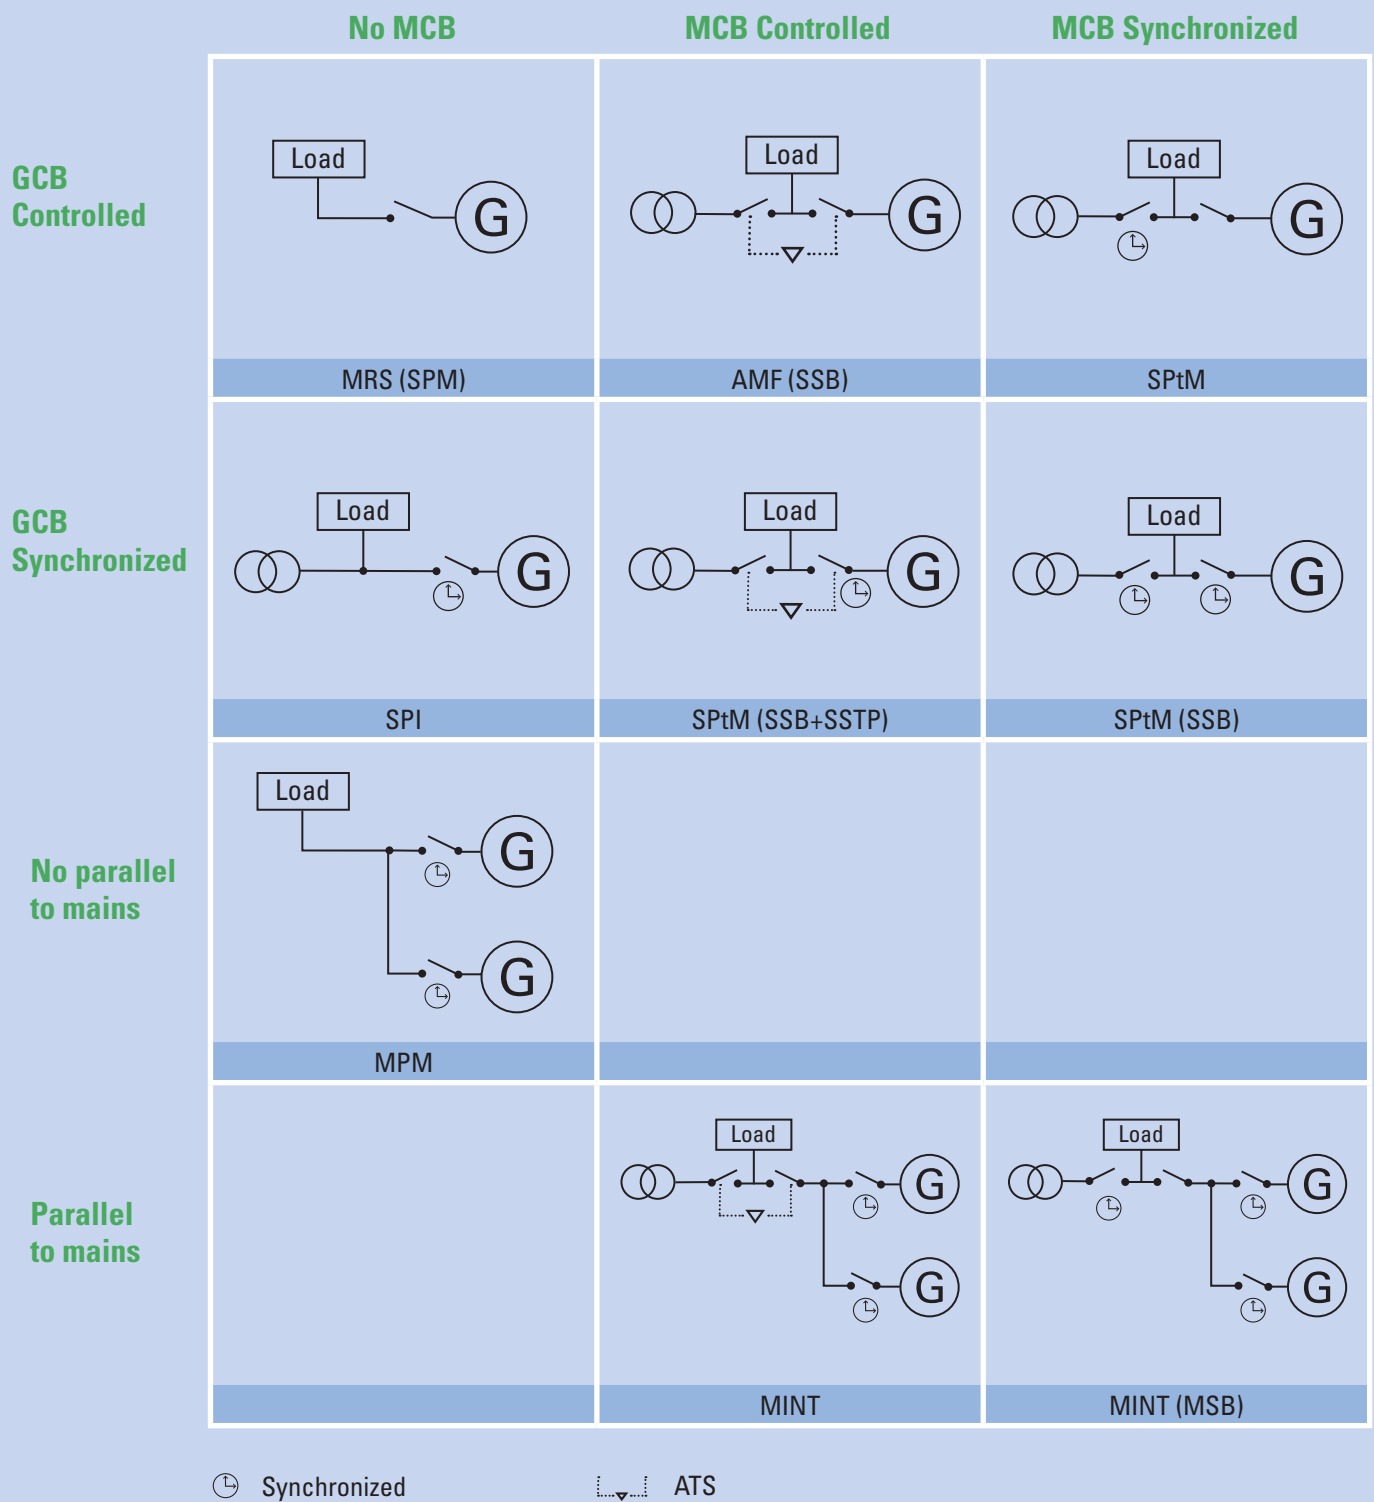 No MCB
MCB Controlled
MCB Synchronized
GCB
Controlled
Load
G
Load
G
Load
G
MRS (SPM)
AMF (SSB)
SPtM
GCB
Synchronized
Load
G
Load
G
Load
G
SPI
SPtM (SSB+SSTP)
SPtM (SSB)
No parallel
to mains
Load
G
G
MPM
Parallel
to mains
Load
G
G
Load
G
G
MINT
MINT (MSB)
Synchronized
ATS